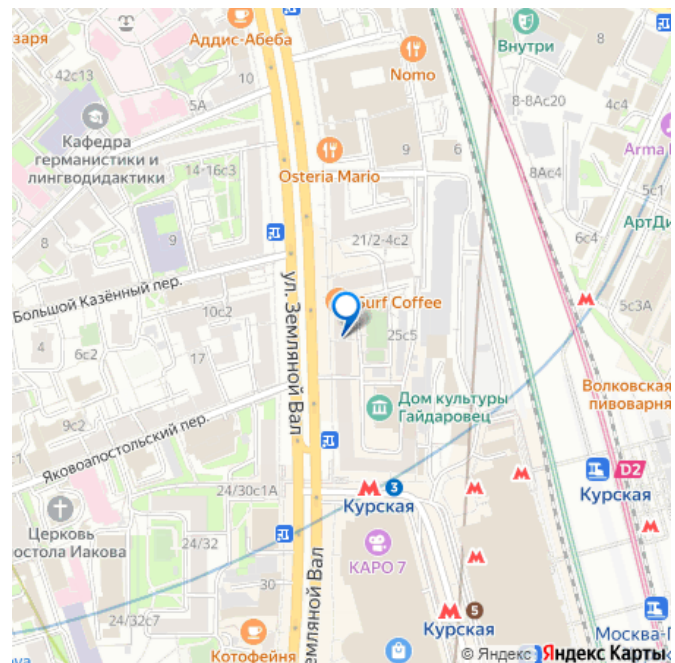 заря
Аддис-Абеба
Внутри
8
42с13
10
Nomo
5А
8-8Ас20
4с4
Кафедра
германистики и
лингводидактики
14-16с3
9
6
Osteria Mario
8Ас4
Arma
5с1
АртДи
8
9
21/2-4с2
6с4
Большой Казённый пер.
ул. Земляной Вал
Surf Coffee
10с2
25с5
5с3А
4
6с2
17
Дом культуры
Гайдаровец
Волковская
пивоварня
9с2
Яковоапостольский пер.
D2
Курская
24/30с1А
3
Курская
Церковь
остола Иакова
24/32
КАРО 7
30
Земляной Вал
24/32с7
5
Курская
Москва-
Котофейня
© Яндекс
Яндекс Карты